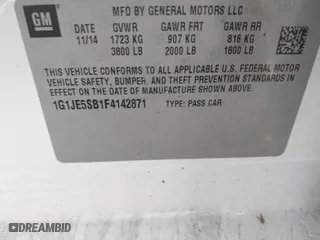 GM
MFD BY GENERAL MOTORS LLC
11/14 GVWR GAWR FRT GAWR RR
1723 KG 907 KG 816 KG
3800 LB 2000 LB 1800 LB
THIS VEHICLE CONFORMS TO ALL APPLICABLE U.S. FEDERAL MOTOR
VEHICLE SAFETY, BUMPER, AND THEFT PREVENTION STANDARDS IN
EFFECT ON THE DATE OF MANUFACTURE SHOWN ABOVE.
1G1JE5SB1F4142871 TYPE: PASS CAR
DREAMBID